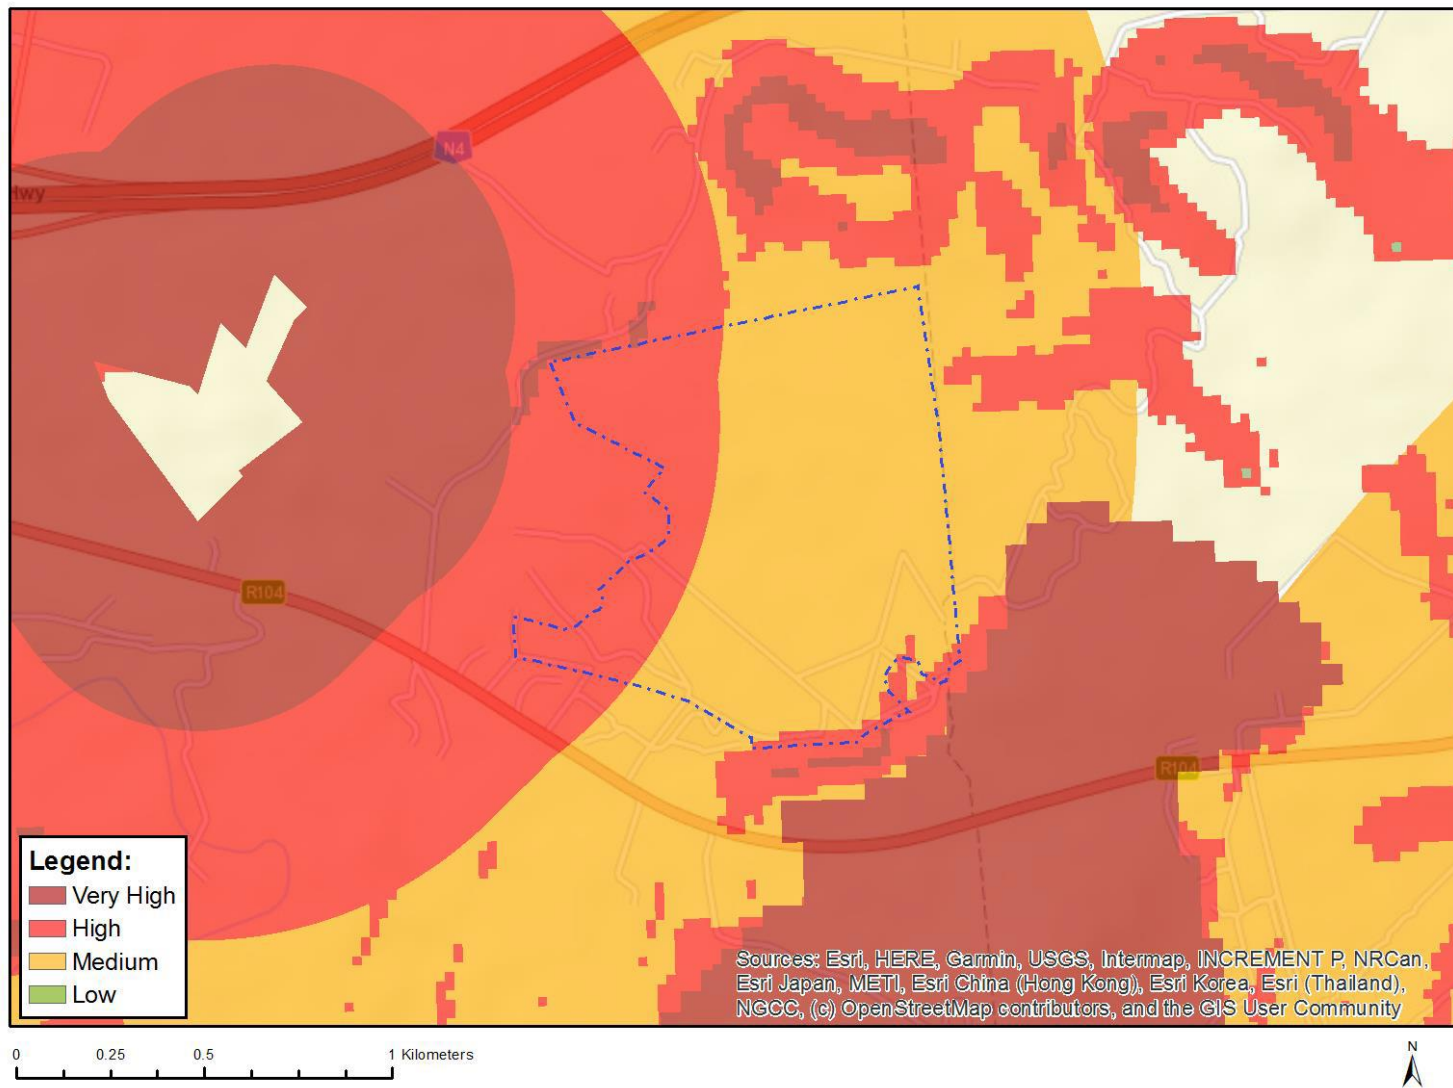 N4
lwy
R104
R104
Legend:
Very High
High
Medium
Low
Sources: Esri, HERE, Garmin, USGS, Intermap, INCREMENT P, NRCan,
Esri Japan, METI, Esri China (Hong Kong), Esri Korea, Esri (Thailand),
NGCC, (c) OpenStreetMap contributors, and the GIS User Community
0 0.25 0.5 1 Kilometers
N